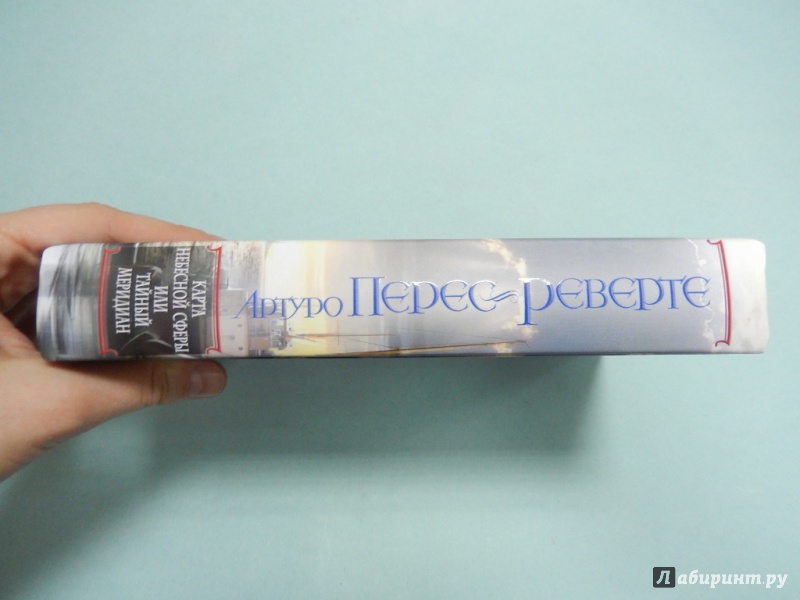 Артуро Перес-Реверте
КАРТА
НЕБЕСНОЙ СФЕРЫ
ИЛИ
ТАЙНЫЙ
МЕРИДИАН
Лабиринт.ру